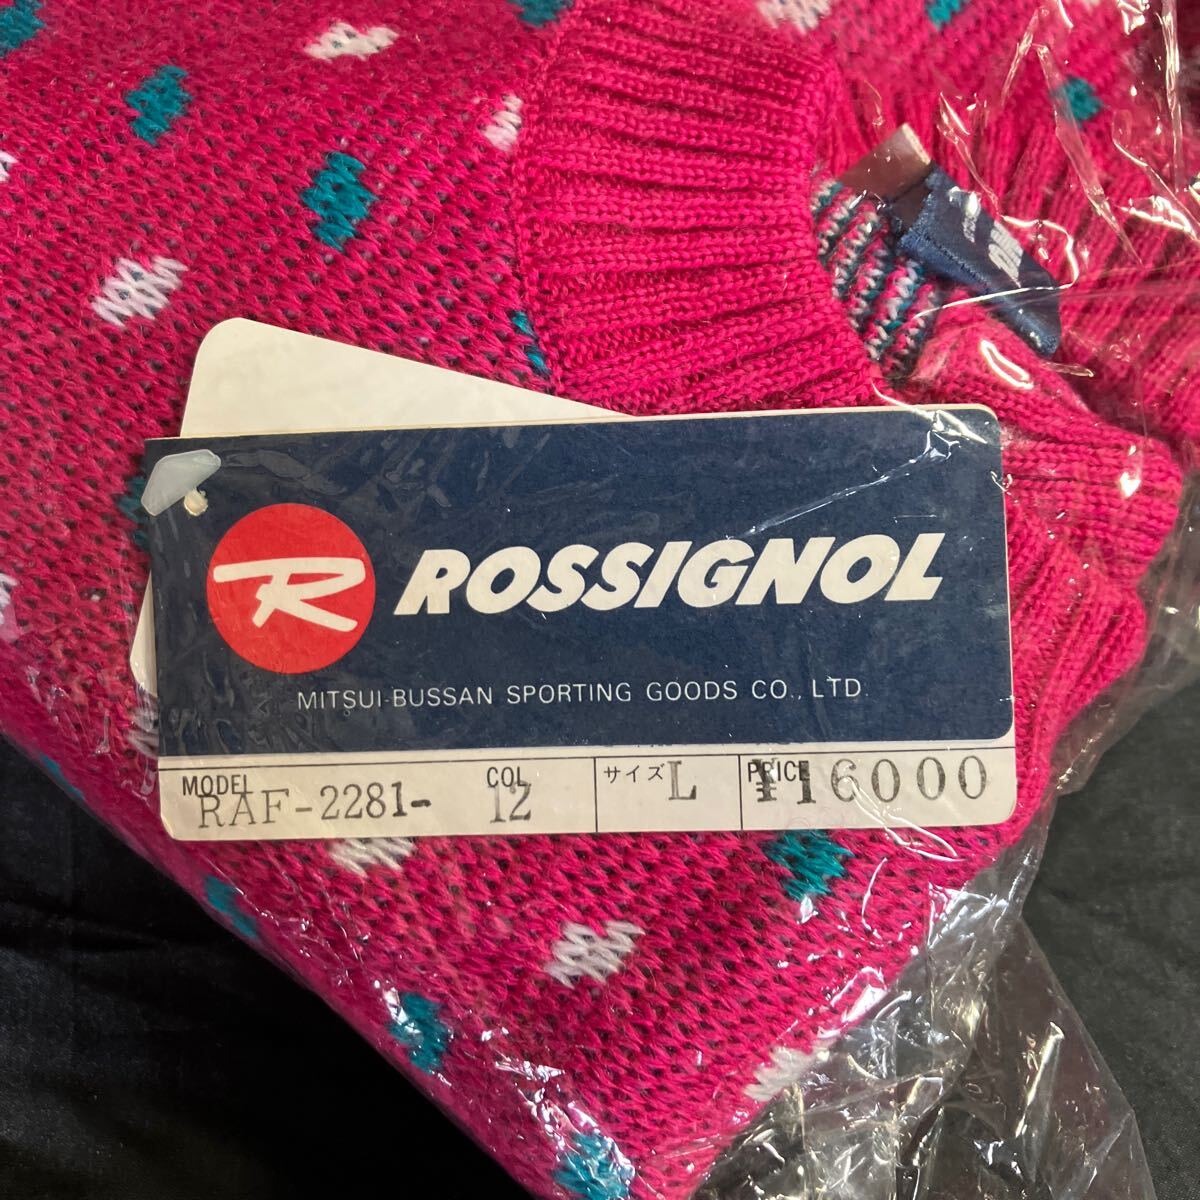 R ROSSIGNOL
MITSUI-BUSSAN SPORTING GOODS CO., LTD.
MODEL RAF-2281- COL 12 サイズ L PRICE ¥16000